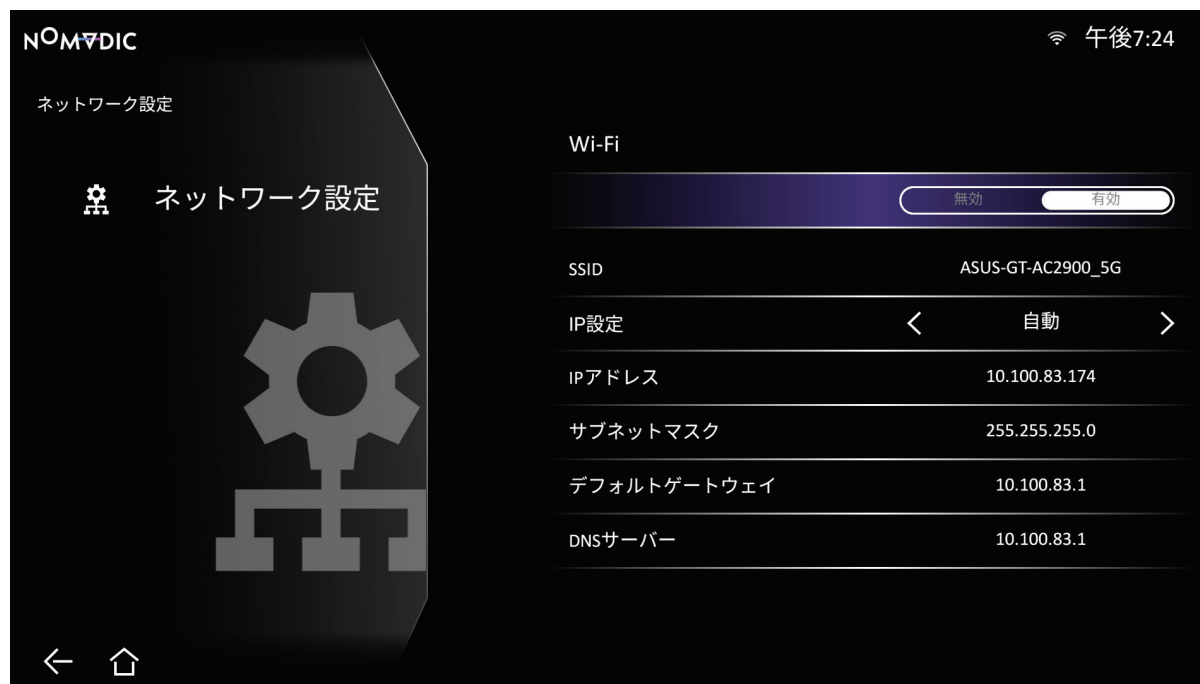 NOMADIC
午後7:24
ネットワーク設定
ネットワーク設定
Wi-Fi
無効 有効
SSID ASUS-GT-AC2900_5G
IP設定 自動
IPアドレス 10.100.83.174
サブネットマスク 255.255.255.0
デフォルトゲートウェイ 10.100.83.1
DNSサーバー 10.100.83.1